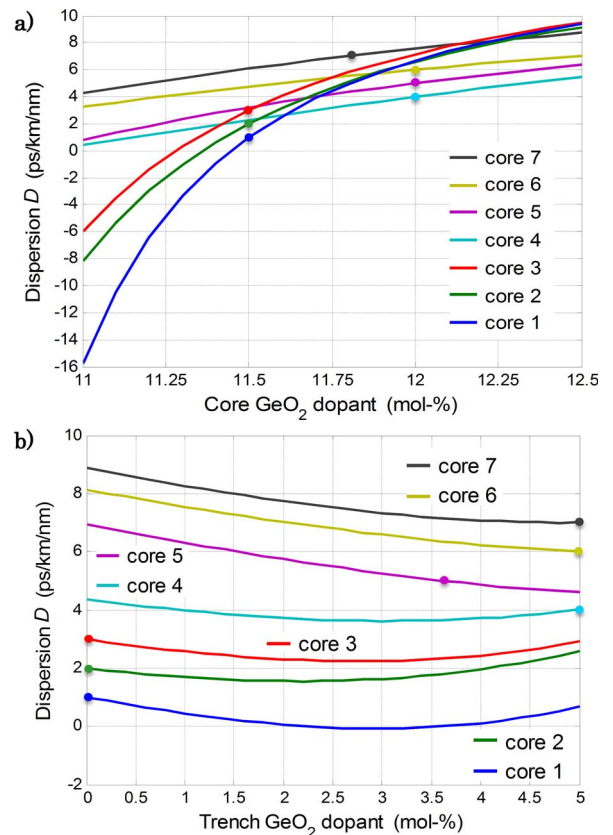 a)
10
8
6
4
2
0
-2
-4
-6
-8
-10
-12
-14
-16
Dispersion D (ps/km/nm)
core 7
core 6
core 5
core 4
core 3
core 2
core 1
11 11.25 11.5 11.75 12 12.25 12.5
Core GeO₂ dopant (mol-%)
b)
10
8
6
4
2
0
-2
Dispersion D (ps/km/nm)
core 7
core 6
core 5
core 4
core 3
core 2
core 1
0 0.5 1 1.5 2 2.5 3 3.5 4 4.5 5
Trench GeO₂ dopant (mol-%)